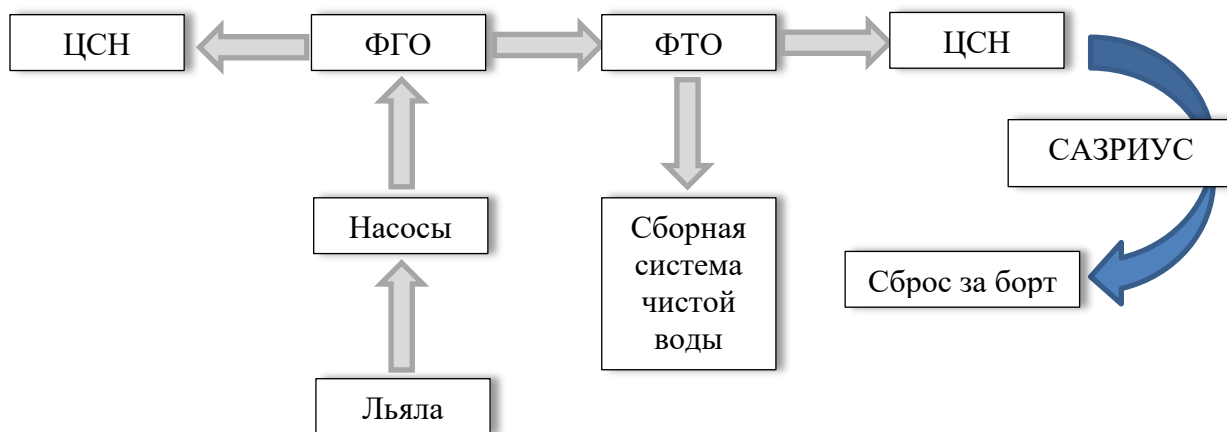 ЦСН
ФГО
ФТО
ЦСН
САЗРИУС
Насосы
Сборная
система
чистой
воды
Сброс за борт
Льяла